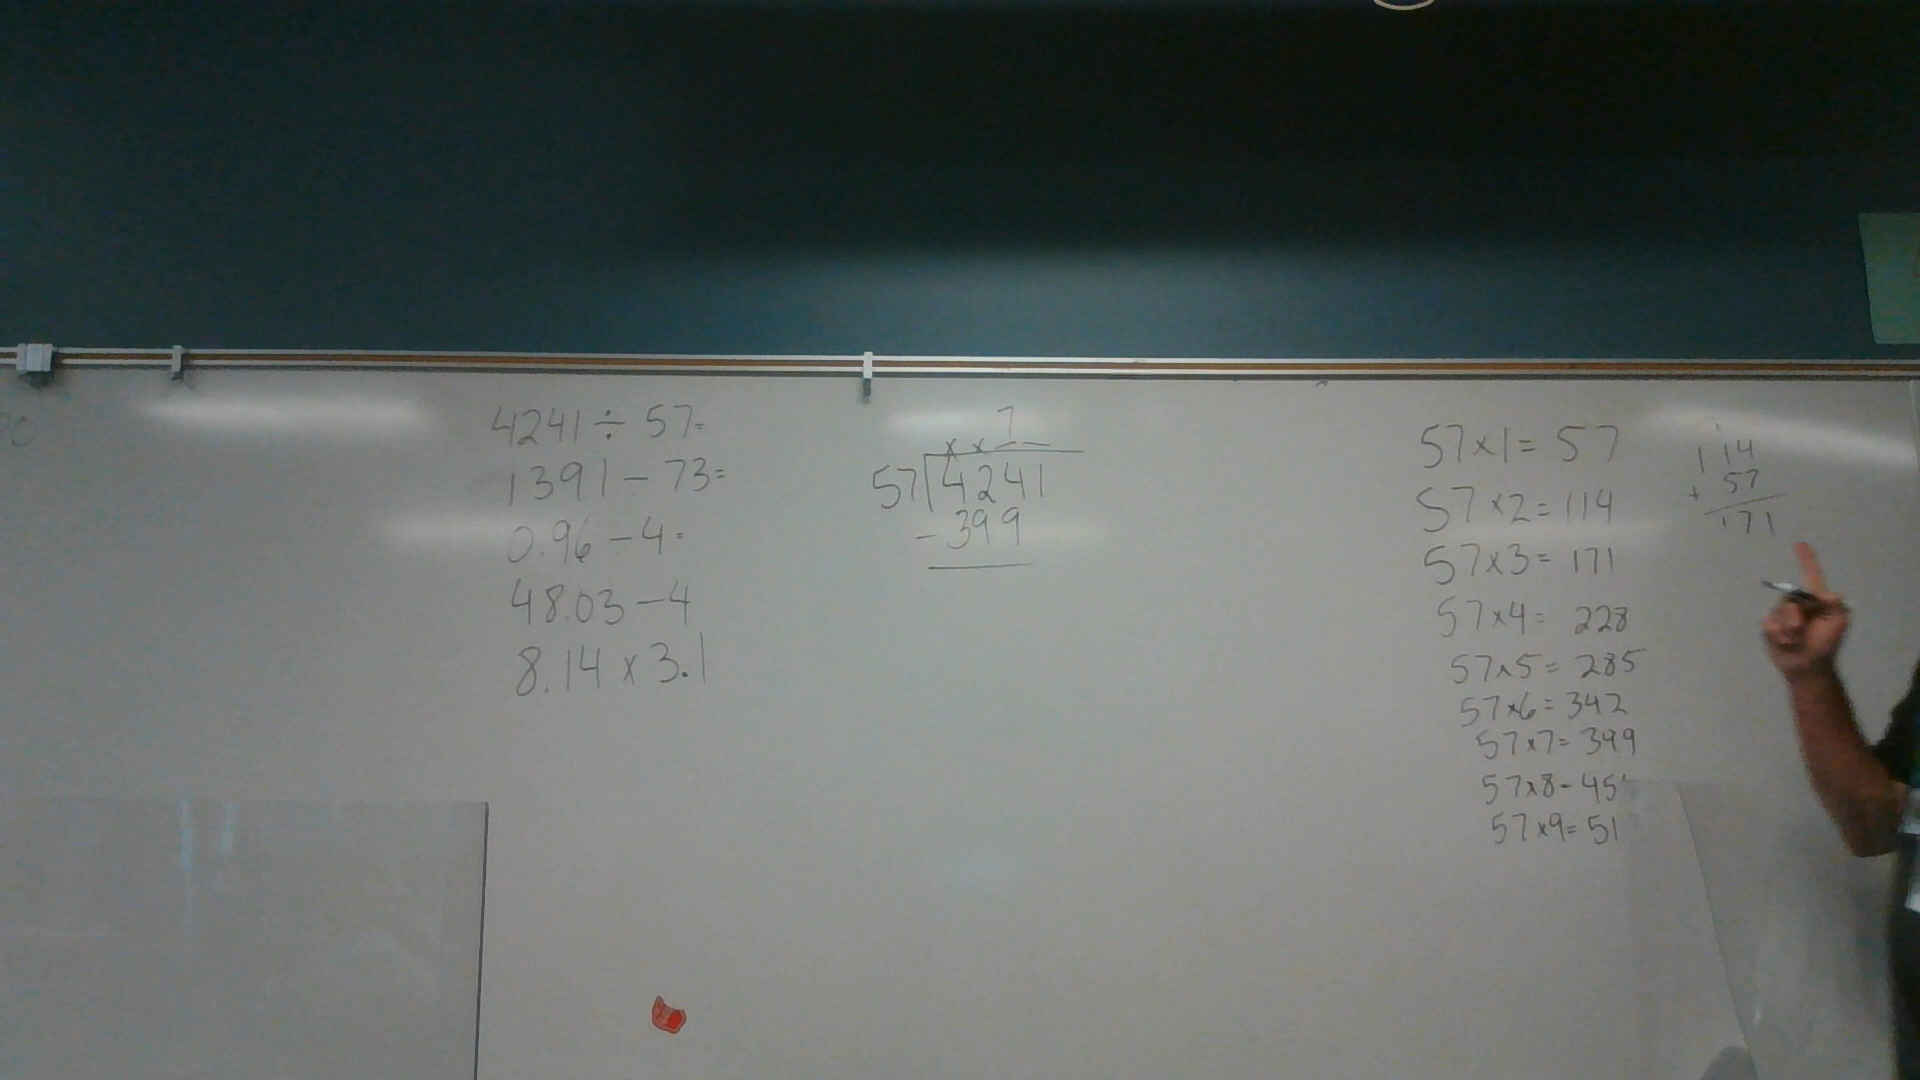 4241 ÷ 57=
1391 - 73=
0.96 - 4=
48.03 - 4
8.14 x 3.1
7
x x _ _
57 4241
- 399
57x1= 57
57x2= 114
57x3= 171
57x4= 228
57x5= 285
57x6= 342
57x7= 399
57x8= 45
57x9= 51
1
114
+ 57
171